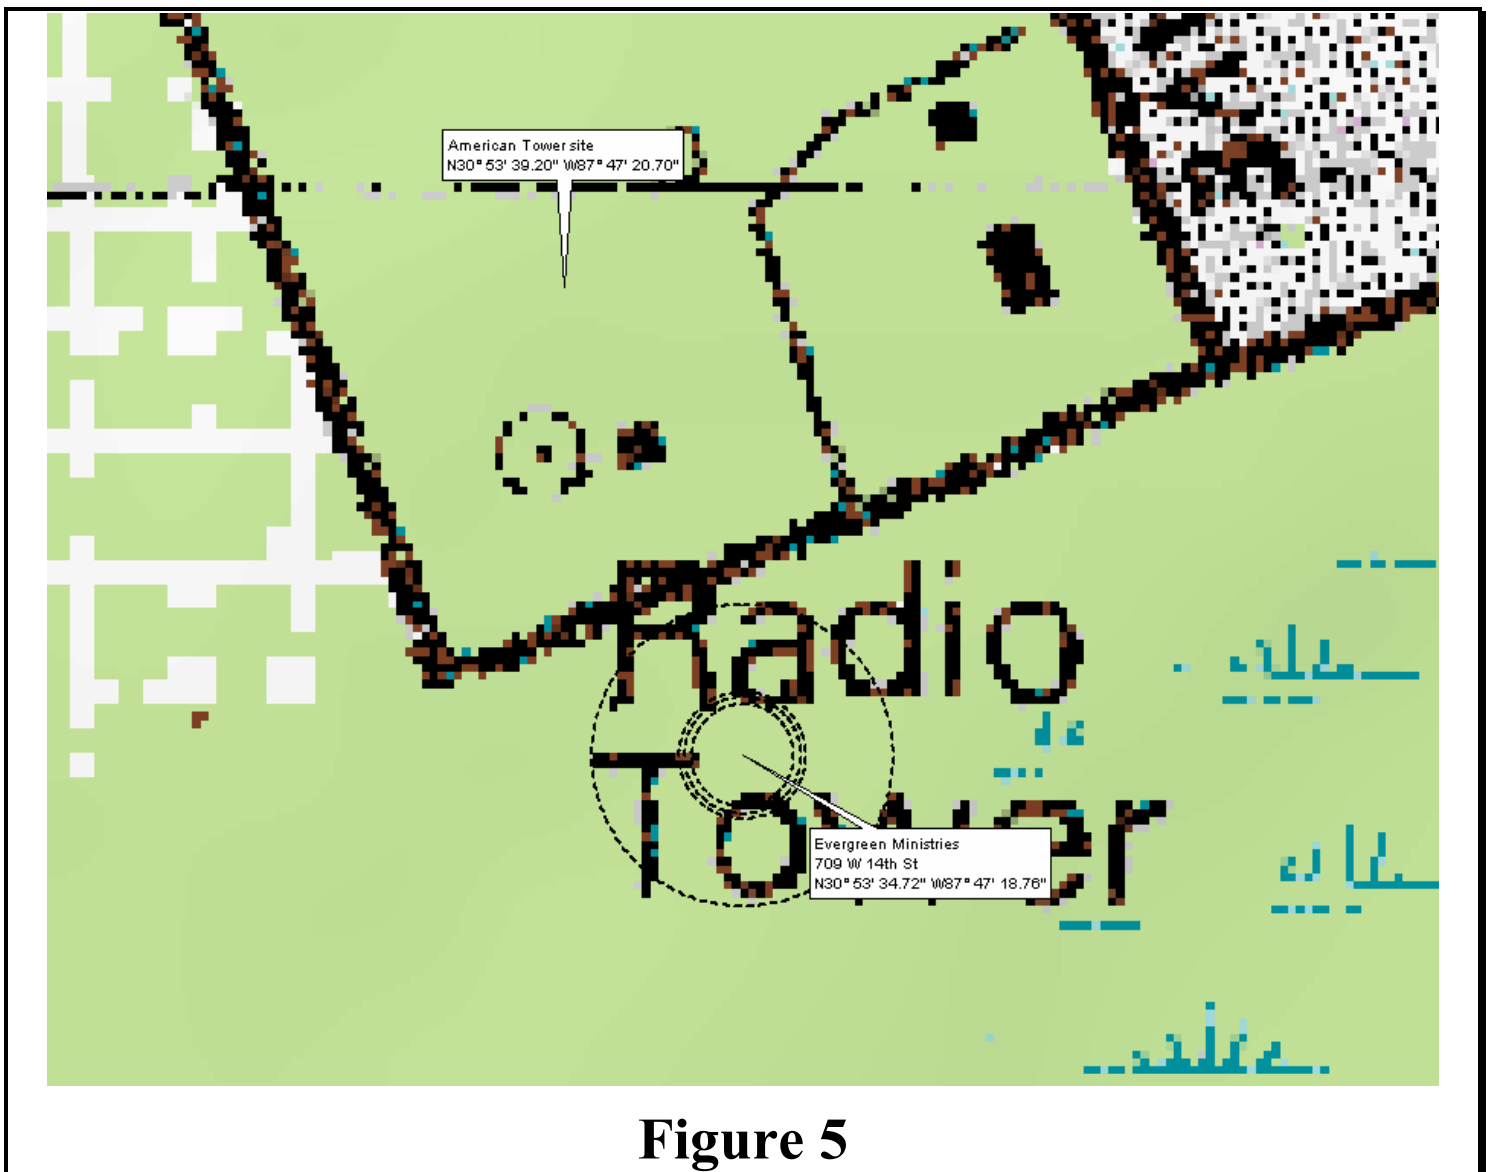 American Tower site
N30° 53' 39.20" W87° 47' 20.70"
Radio
Tower
Evergreen Ministries
709 W 14th St
N30° 53' 34.72" W87° 47' 18.76"
Figure 5